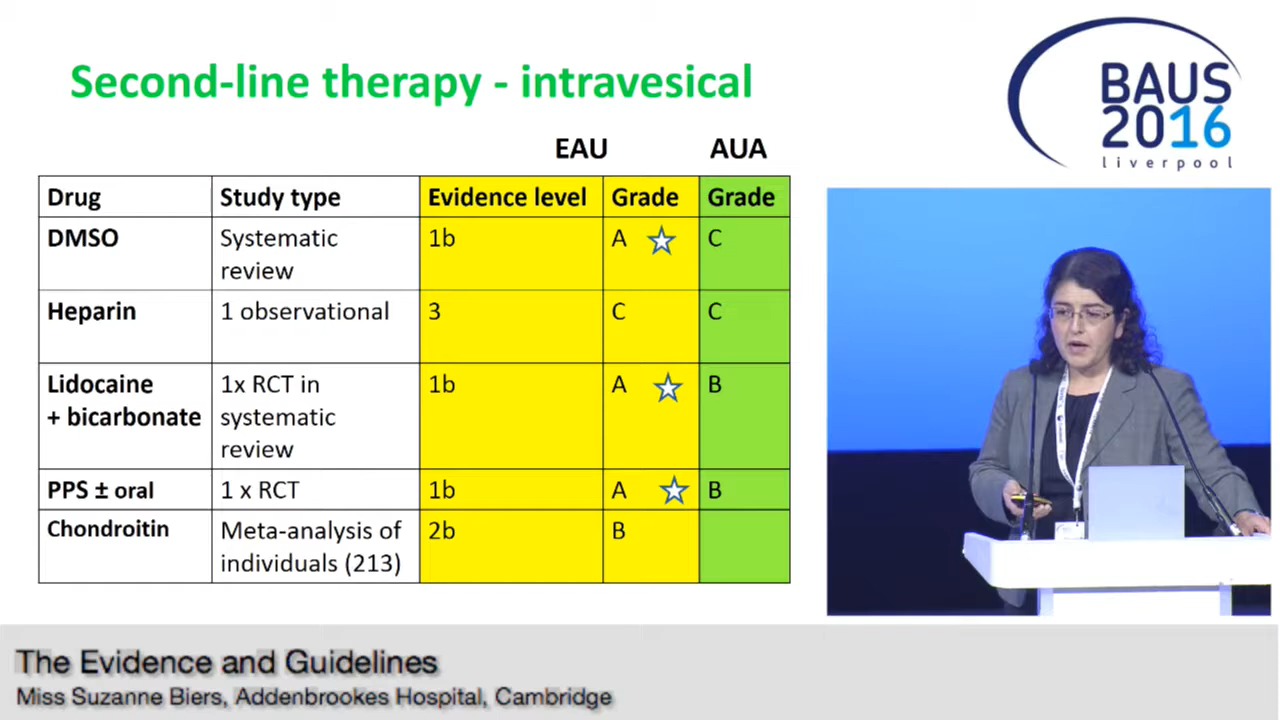 Second-line therapy - intravesical
BAUS
2016
liverpool
EAU AUA
Drug Study type Evidence level Grade Grade
DMSO Systematic 1b A C
review
Heparin 1 observational 3 C C
Lidocaine 1x RCT in 1b A B
+ bicarbonate systematic
review
PPS ± oral 1 x RCT 1b A B
Chondroitin Meta-analysis of 2b B
individuals (213)
The Evidence and Guidelines
Miss Suzanne Biers, Addenbrookes Hospital, Cambridge